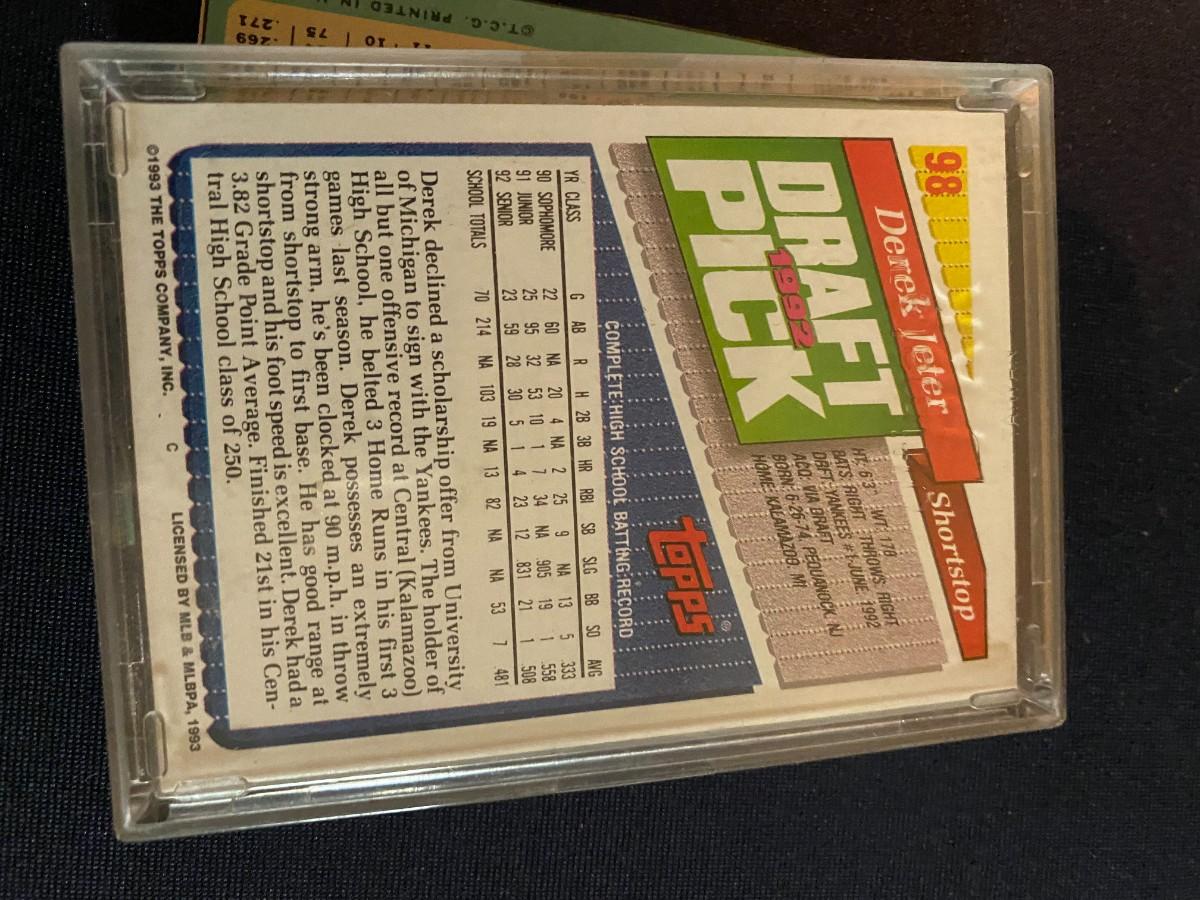 98
Derek Jeter
Shortstop
DRAFT
1992
PICK
HT: 6'3" WT: 178
BATS: RIGHT THROWS: RIGHT
DRFT: YANKEES #1-JUNE, 1992
ACQ: VIA DRAFT
BORN: 6-26-74, PEQUANNOCK, NJ
HOME: KALAMAZOO, MI
topps®
COMPLETE HIGH SCHOOL BATTING RECORD
YR CLASS G AB R H 2B 3B HR RBI SB SLG BB SO AVG
90 SOPHOMORE 22 60 NA 20 4 NA 2 25 9 NA 13 5 .333
91 JUNIOR 25 95 32 53 10 1 7 34 NA .905 19 1 .558
92 SENIOR 23 59 28 30 5 1 4 23 12 .831 21 1 .508
SCHOOL TOTALS 70 214 NA 103 19 NA 13 82 NA NA 53 7 .481
Derek declined a scholarship offer from University
of Michigan to sign with the Yankees. The holder of
all but one offensive record at Central (Kalamazoo)
High School, he belted 3 Home Runs in his first 3
games last season. Derek possesses an extremely
strong arm, he's been clocked at 90 m.p.h. in throw
from shortstop to first base. He has good range at
shortstop and his foot speed is excellent. Derek had a
3.82 Grade Point Average. Finished 21st in his Cen-
tral High School class of 250.
©1993 THE TOPPS COMPANY, INC. C LICENSED BY MLB & MLBPA, 1993
©T.C.G. PRINTED IN
11 10 75 .269
.271